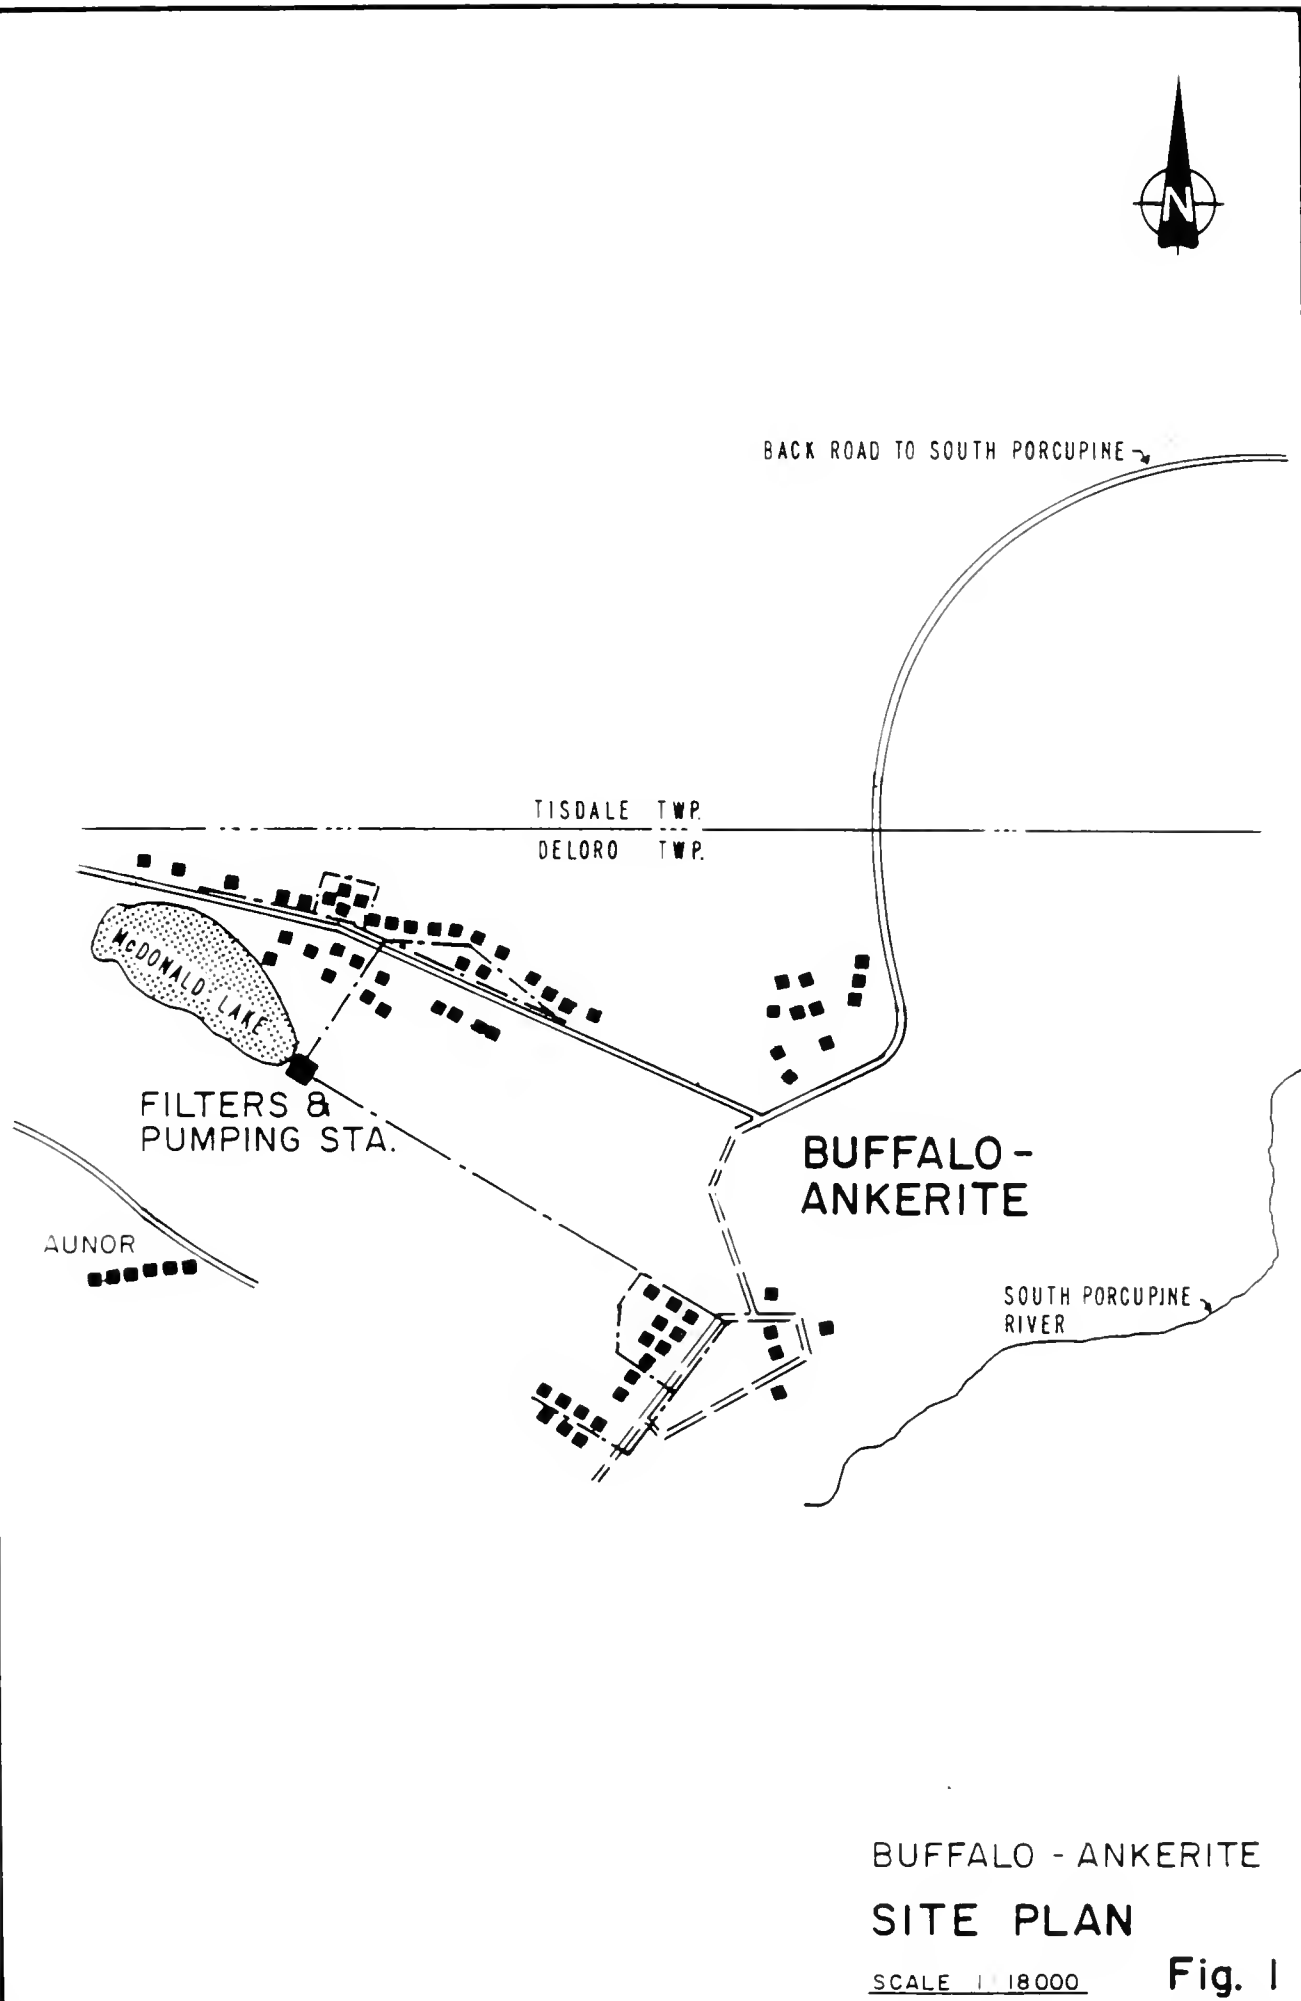 N
BACK ROAD TO SOUTH PORCUPINE
TISDALE TWP.
DELORO TWP.
McDONALD LAKE
FILTERS &
PUMPING STA.
BUFFALO-
ANKERITE
AUNOR
SOUTH PORCUPINE
RIVER
BUFFALO - ANKERITE
SITE PLAN
SCALE 1 18000
Fig. 1